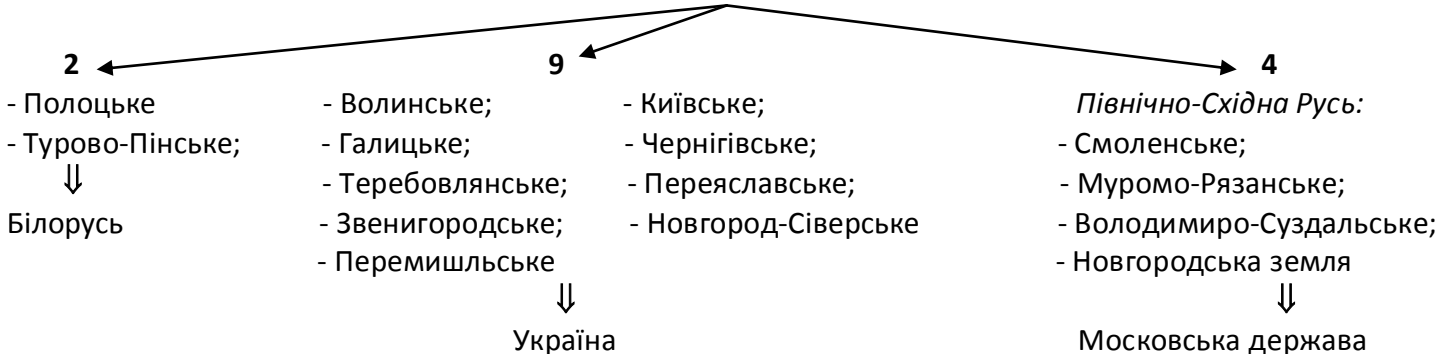 2 9 4
- Полоцьке - Волинське; - Київське; Північно-Східна Русь:
- Турово-Пінське; - Галицьке; - Чернігівське; - Смоленське;
⇓ - Теребовлянське; - Переяславське; - Муромо-Рязанське;
Білорусь - Звенигородське; - Новгород-Сіверське - Володимиро-Суздальське;
- Перемишльське - Новгородська земля
⇓ ⇓
Україна Московська держава